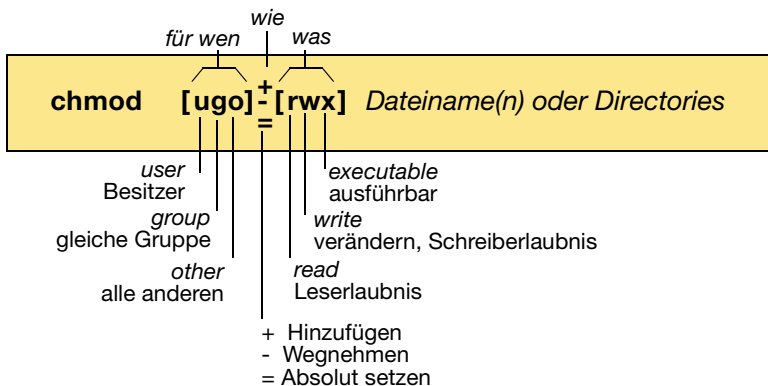 wie
für wen was
chmod [ugo] + - = [rwx] Dateiname(n) oder Directories
user executable
Besitzer ausführbar
group write
gleiche Gruppe verändern, Schreiberlaubnis
other read
alle anderen Leserlaubnis
+ Hinzufügen
- Wegnehmen
= Absolut setzen